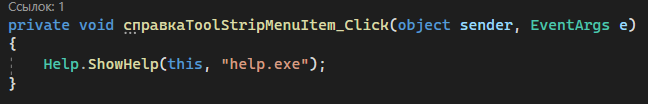 Ссылок: 1
private void справкаToolStripMenuItem_Click(object sender, EventArgs e)
{
Help.ShowHelp(this, "help.exe");
}